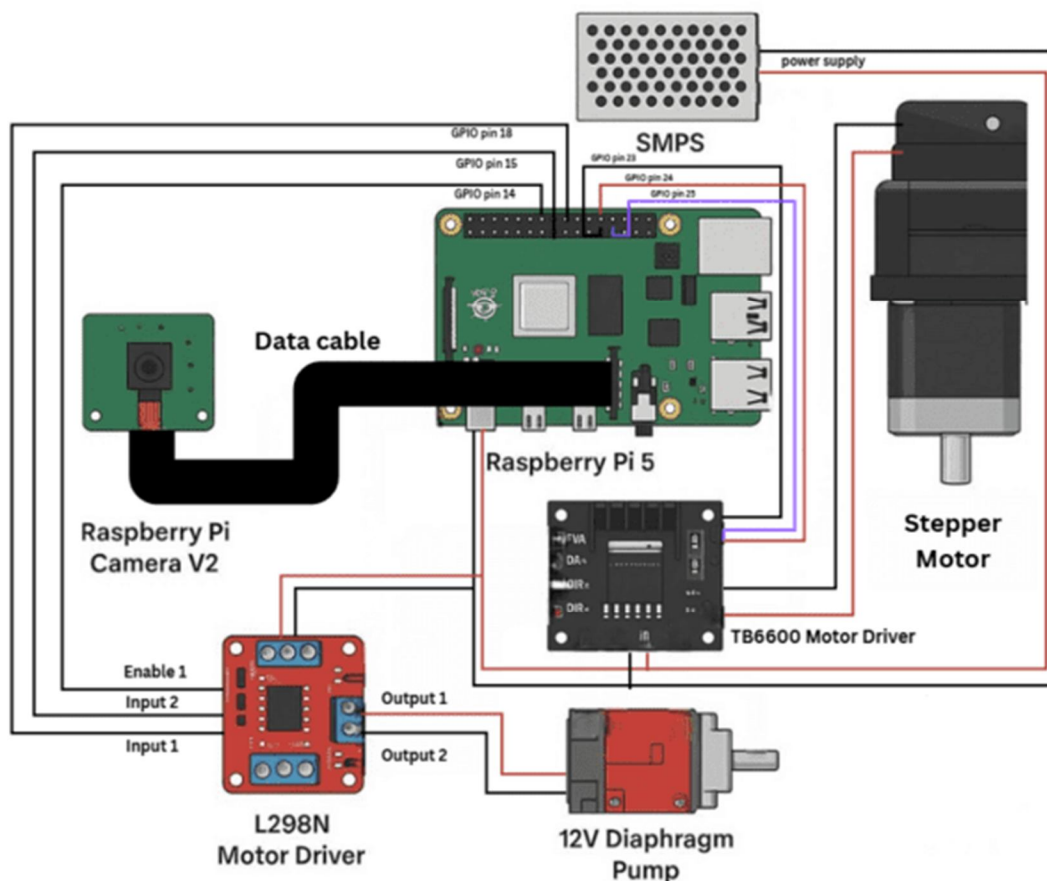 power supply
SMPS
GPIO pin 18
GPIO pin 15
GPIO pin 14
GPIO pin 23
GPIO pin 24
GPIO pin 25
Data cable
Raspberry Pi 5
Raspberry Pi
Camera V2
Stepper
Motor
TB6600 Motor Driver
Enable 1
Input 2
Input 1
Output 1
Output 2
L298N
Motor Driver
12V Diaphragm
Pump